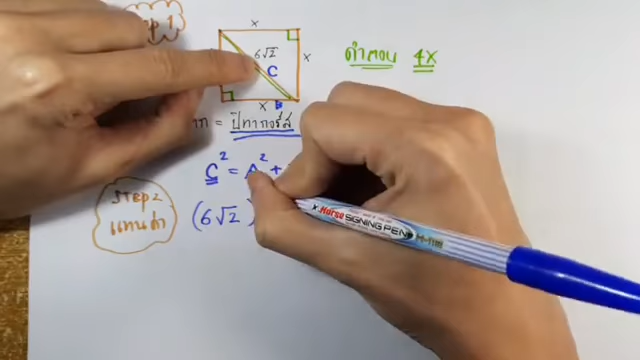 x
6√2
x
C
x
คำตอบ 4x
ปีทาโกรัส
C² = A² +
STEP 2
แทนค่า
(6√2)
Horse SIGNING PEN